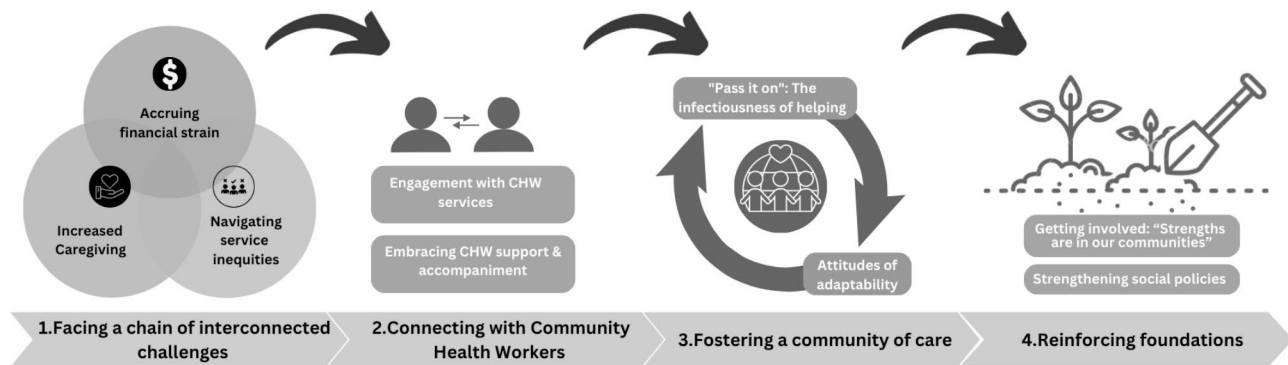 $
Accruing
financial strain
Increased
Caregiving
Navigating
service
inequities
Engagement with CHW
services
Embracing CHW support &
accompaniment
"Pass it on": The
infectiousness of helping
Attitudes of
adaptability
Getting involved: “Strengths
are in our communities”
Strengthening social policies
1.Facing a chain of interconnected
challenges
2.Connecting with Community
Health Workers
3.Fostering a community of care
4.Reinforcing foundations